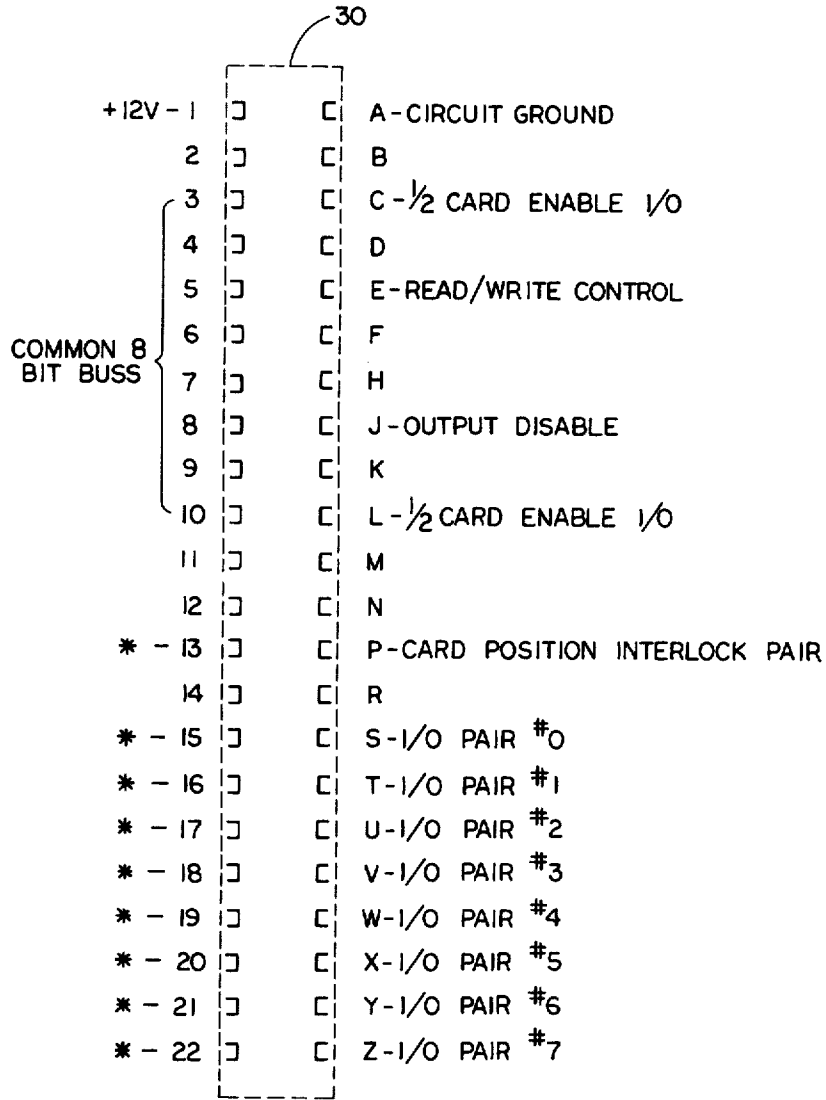 30
+12V - 1 A - CIRCUIT GROUND
2 B
3 C - ½ CARD ENABLE I/O
4 D
5 E - READ/WRITE CONTROL
6 F
COMMON 8
BIT BUSS
7 H
8 J - OUTPUT DISABLE
9 K
10 L - ½ CARD ENABLE I/O
11 M
12 N
* - 13 P - CARD POSITION INTERLOCK PAIR
14 R
* - 15 S - I/O PAIR #0
* - 16 T - I/O PAIR #1
* - 17 U - I/O PAIR #2
* - 18 V - I/O PAIR #3
* - 19 W - I/O PAIR #4
* - 20 X - I/O PAIR #5
* - 21 Y - I/O PAIR #6
* - 22 Z - I/O PAIR #7